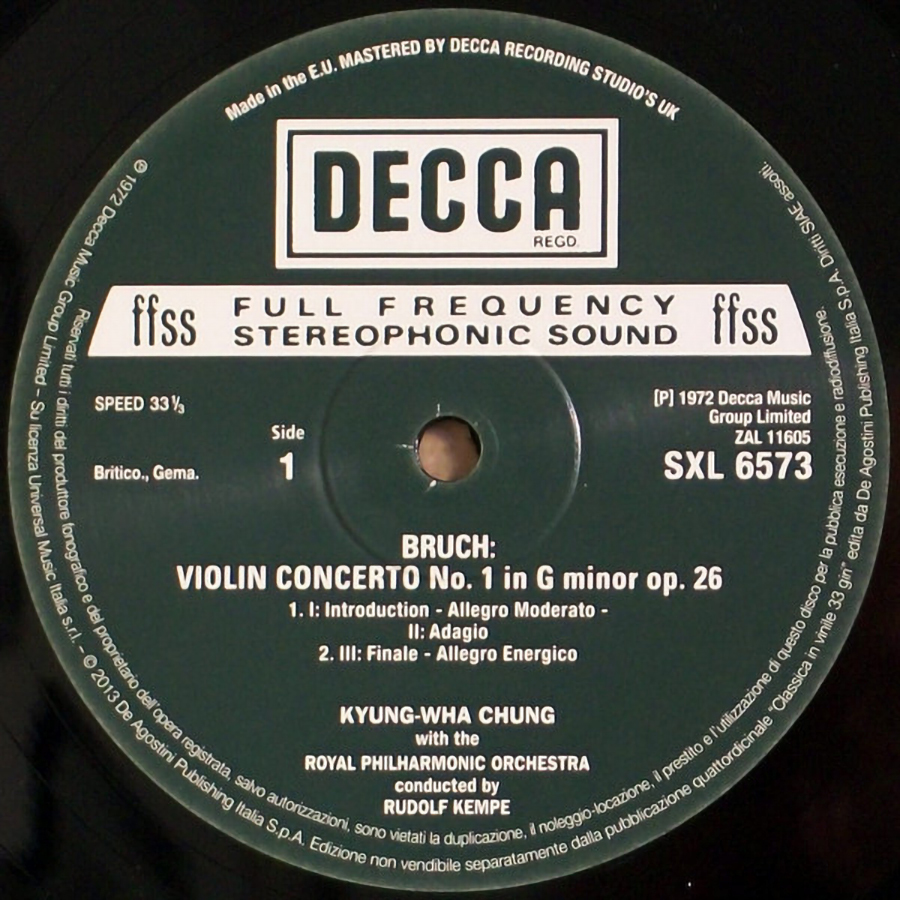 Made in the E.U. MASTERED BY DECCA RECORDING STUDIO'S UK
DECCA
REGD.
ffss
FULL FREQUENCY
STEREOPHONIC SOUND
ffss
SPEED 33⅓
Side
1
Britico., Gema.
[P] 1972 Decca Music
Group Limited
ZAL 11605
SXL 6573
BRUCH:
VIOLIN CONCERTO No. 1 in G minor op. 26
1. I: Introduction - Allegro Moderato -
II: Adagio
2. III: Finale - Allegro Energico
KYUNG-WHA CHUNG
with the
ROYAL PHILHARMONIC ORCHESTRA
conducted by
RUDOLF KEMPE
℗ 1972 Decca Music Group Limited – Su licenza Universal Music Italia s.r.l. – © 2013 De Agostini Publishing Italia S.p.A. Edizione non vendibile separatamente dalla pubblicazione quattordicinale "Classica in vinile 33 giri" edita da De Agostini Publishing Italia S.p.A. Diritti SIAE assolti.
Riservati tutti i diritti del produttore fonografico e del proprietario dell'opera registrata, salvo autorizzazioni, sono vietati la duplicazione, il noleggio-locazione, il prestito e l'utilizzazione di questo disco per la pubblica esecuzione e radiodiffusione.